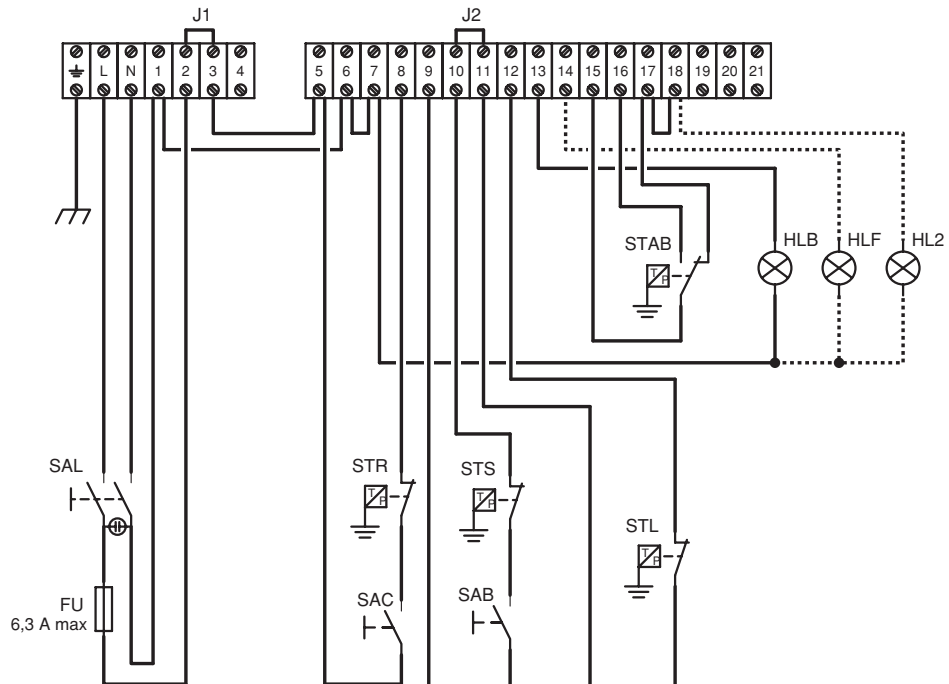 J1 J2
L N 1 2 3 4 5 6 7 8 9 10 11 12 13 14 15 16 17 18 19 20 21
STAB HLB HLF HL2
T P
SAL STR STS
T P T P
STL
T P
FU SAC SAB
6,3 A max